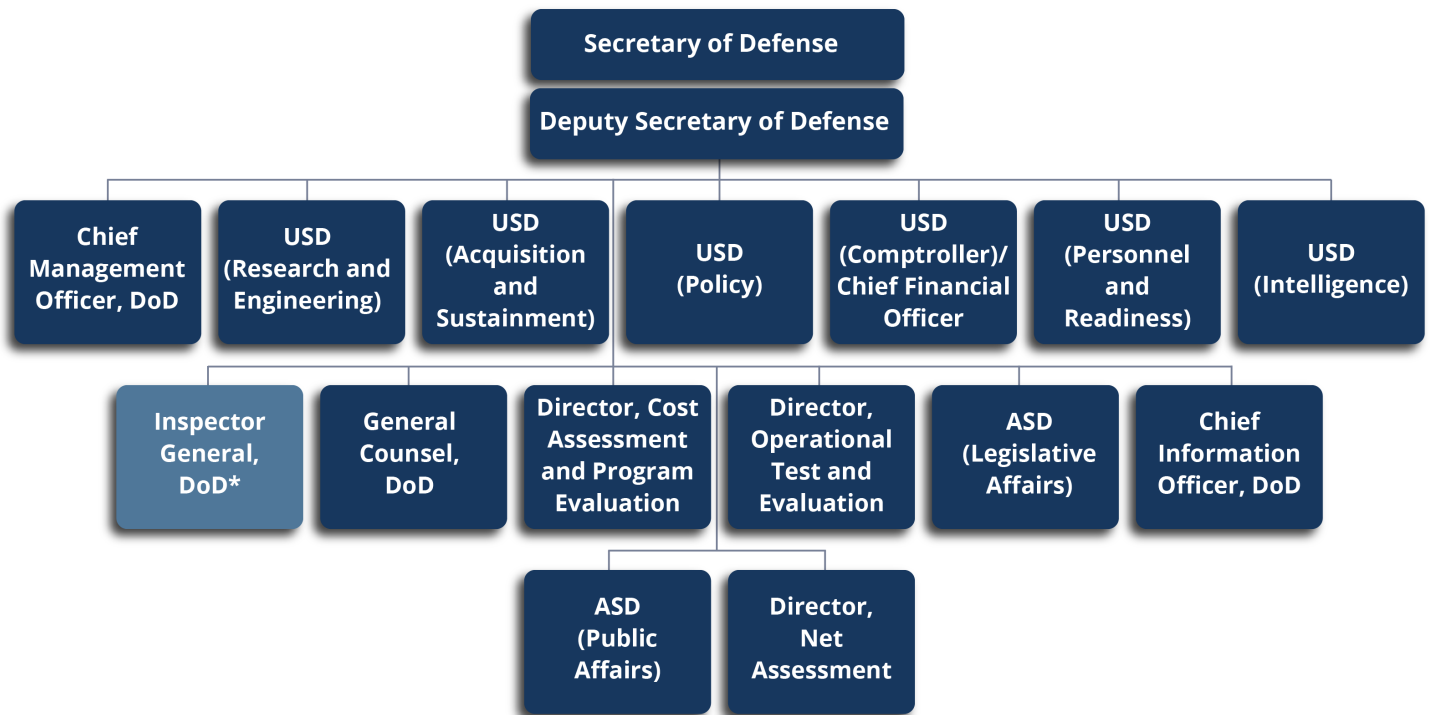 Secretary of Defense
Deputy Secretary of Defense
Chief
Management
Officer, DoD
USD
(Research and
Engineering)
USD
(Acquisition
and
Sustainment)
USD
(Policy)
USD
(Comptroller)/
Chief Financial
Officer
USD
(Personnel
and
Readiness)
USD
(Intelligence)
Inspector
General,
DoD*
General
Counsel,
DoD
Director, Cost
Assessment
and Program
Evaluation
Director,
Operational
Test and
Evaluation
ASD
(Legislative
Affairs)
Chief
Information
Officer, DoD
ASD
(Public
Affairs)
Director,
Net
Assessment